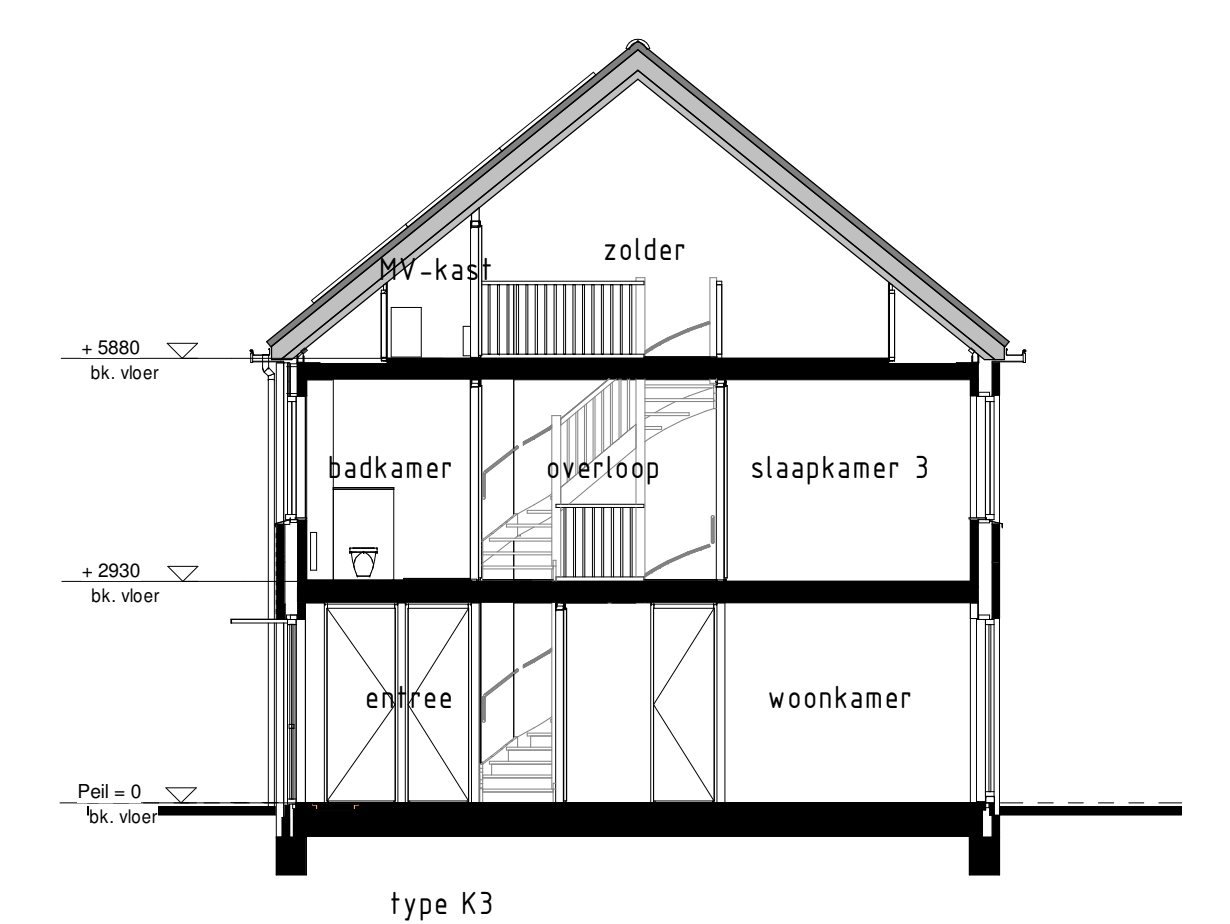 zolder
MV-kast
+ 5880
bk. vloer
badkamer
overloop
slaapkamer 3
+ 2930
bk. vloer
entree
woonkamer
Peil = 0
bk. vloer
type K3